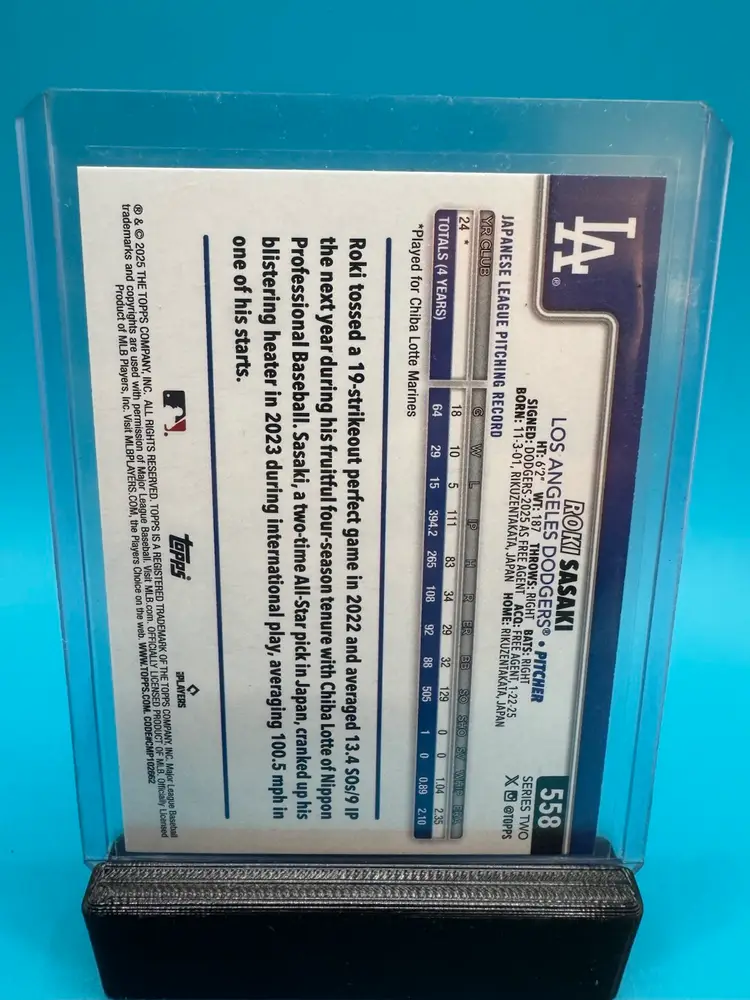 LA
ROKI SASAKI
LOS ANGELES DODGERS® • PITCHER
HT: 6'2" WT: 187 THROWS: RIGHT BATS: RIGHT
SIGNED: DODGERS-2025 AS FREE AGENT ACQ: FREE AGENT, 1-22-25
BORN: 11-3-01, RIKUZENTAKATA, JAPAN HOME: RIKUZENTAKATA, JAPAN
558
SERIES TWO
X @TOPPS
JAPANESE LEAGUE PITCHING RECORD
YR CLUB G W L IP H R ER BB SO SHO SV WHIP ERA
24 * 18 10 5 111 83 34 29 32 129 0 0 1.04 2.35
TOTALS (4 YEARS) 64 29 15 394.2 265 108 92 88 505 1 0 0.89 2.10
*Played for Chiba Lotte Marines
Roki tossed a 19-strikeout perfect game in 2022 and averaged 13.4 SOs/9 IP
the next year during his fruitful four-season tenure with Chiba Lotte of Nippon
Professional Baseball. Sasaki, a two-time All-Star pick in Japan, cranked up his
blistering heater in 2023 during international play, averaging 100.5 mph in
one of his starts.
topps®
PLAYERS
® & © 2025 THE TOPPS COMPANY, INC. ALL RIGHTS RESERVED. TOPPS IS A REGISTERED TRADEMARK OF THE TOPPS COMPANY, INC. Major League Baseball
trademarks and copyrights are used with permission of Major League Baseball. Visit MLB.com. OFFICIALLY LICENSED PRODUCT OF MLB. Officially Licensed
Product of MLB Players, Inc. Visit MLBPLAYERS.COM, the Players Choice on the web. WWW.TOPPS.COM. CODE#CMP102662